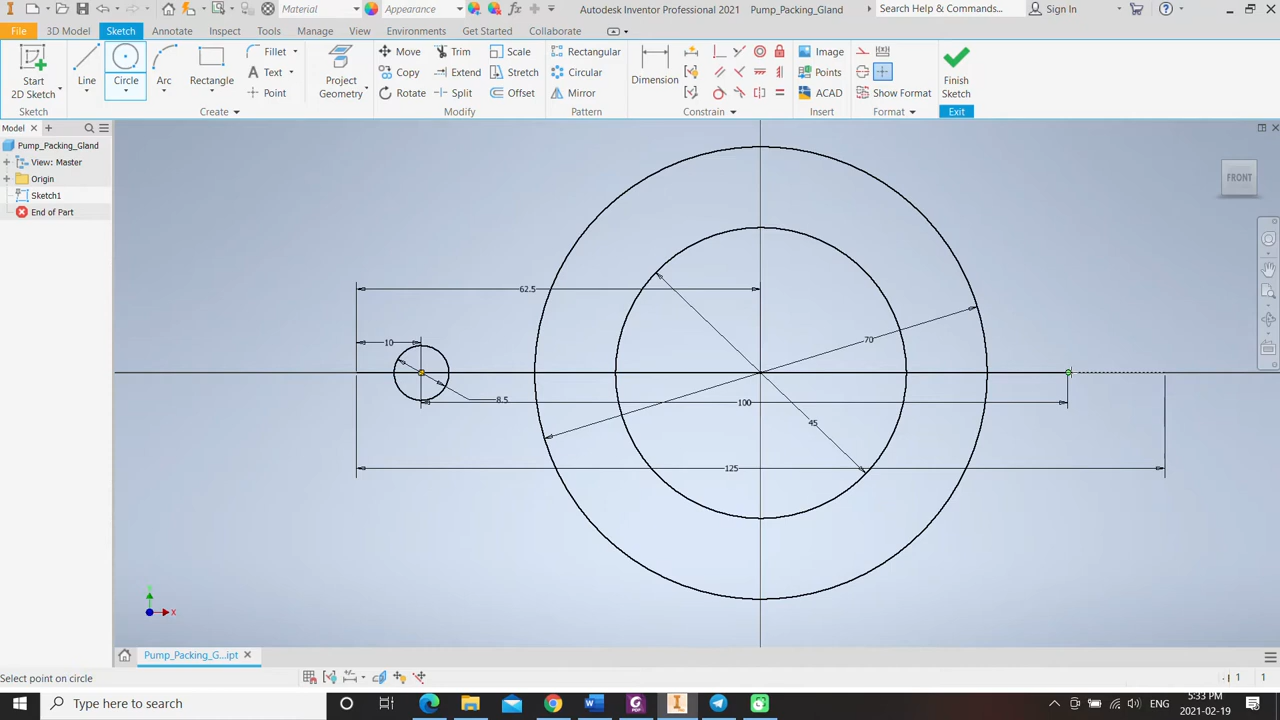 Material
Appearance
Autodesk Inventor Professional 2021 Pump_Packing_Gland
Search Help & Commands...
Sign In
File 3D Model Sketch Annotate Inspect Tools Manage View Environments Get Started Collaborate
Start
2D Sketch
Line
Circle
Arc
Rectangle
Fillet
Text
Point
Project
Geometry
Move
Copy
Rotate
Trim
Extend
Split
Scale
Stretch
Offset
Rectangular
Circular
Mirror
Dimension
Image
Points
ACAD
Show Format
Finish
Sketch
Sketch
Create
Modify
Pattern
Constrain
Insert
Format
Exit
Model
Pump_Packing_Gland
View: Master
Origin
Sketch1
End of Part
FRONT
62.5
10
70
8.5
100
45
125
Y
X
Pump_Packing_G...ipt
Select point on circle
1 1
Type here to search
ENG
5:33 PM
2021-02-19